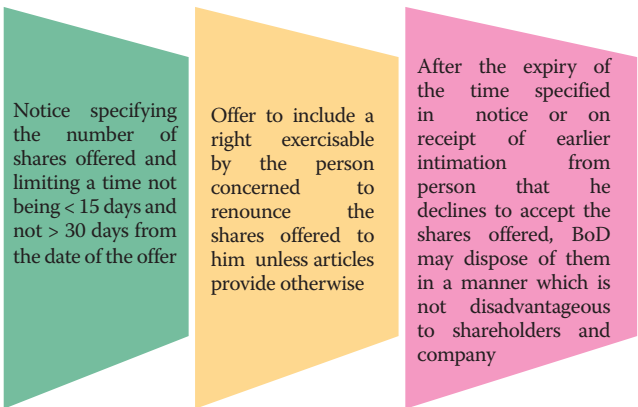 Notice specifying
the number of
shares offered and
limiting a time not
being < 15 days and
not > 30 days from
the date of the offer
Offer to include a
right exercisable
by the person
concerned to
renounce the
shares offered to
him unless articles
provide otherwise
After the expiry of
the time specified
in notice or on
receipt of earlier
intimation from
person that he
declines to accept the
shares offered, BoD
may dispose of them
in a manner which is
not disadvantageous
to shareholders and
company